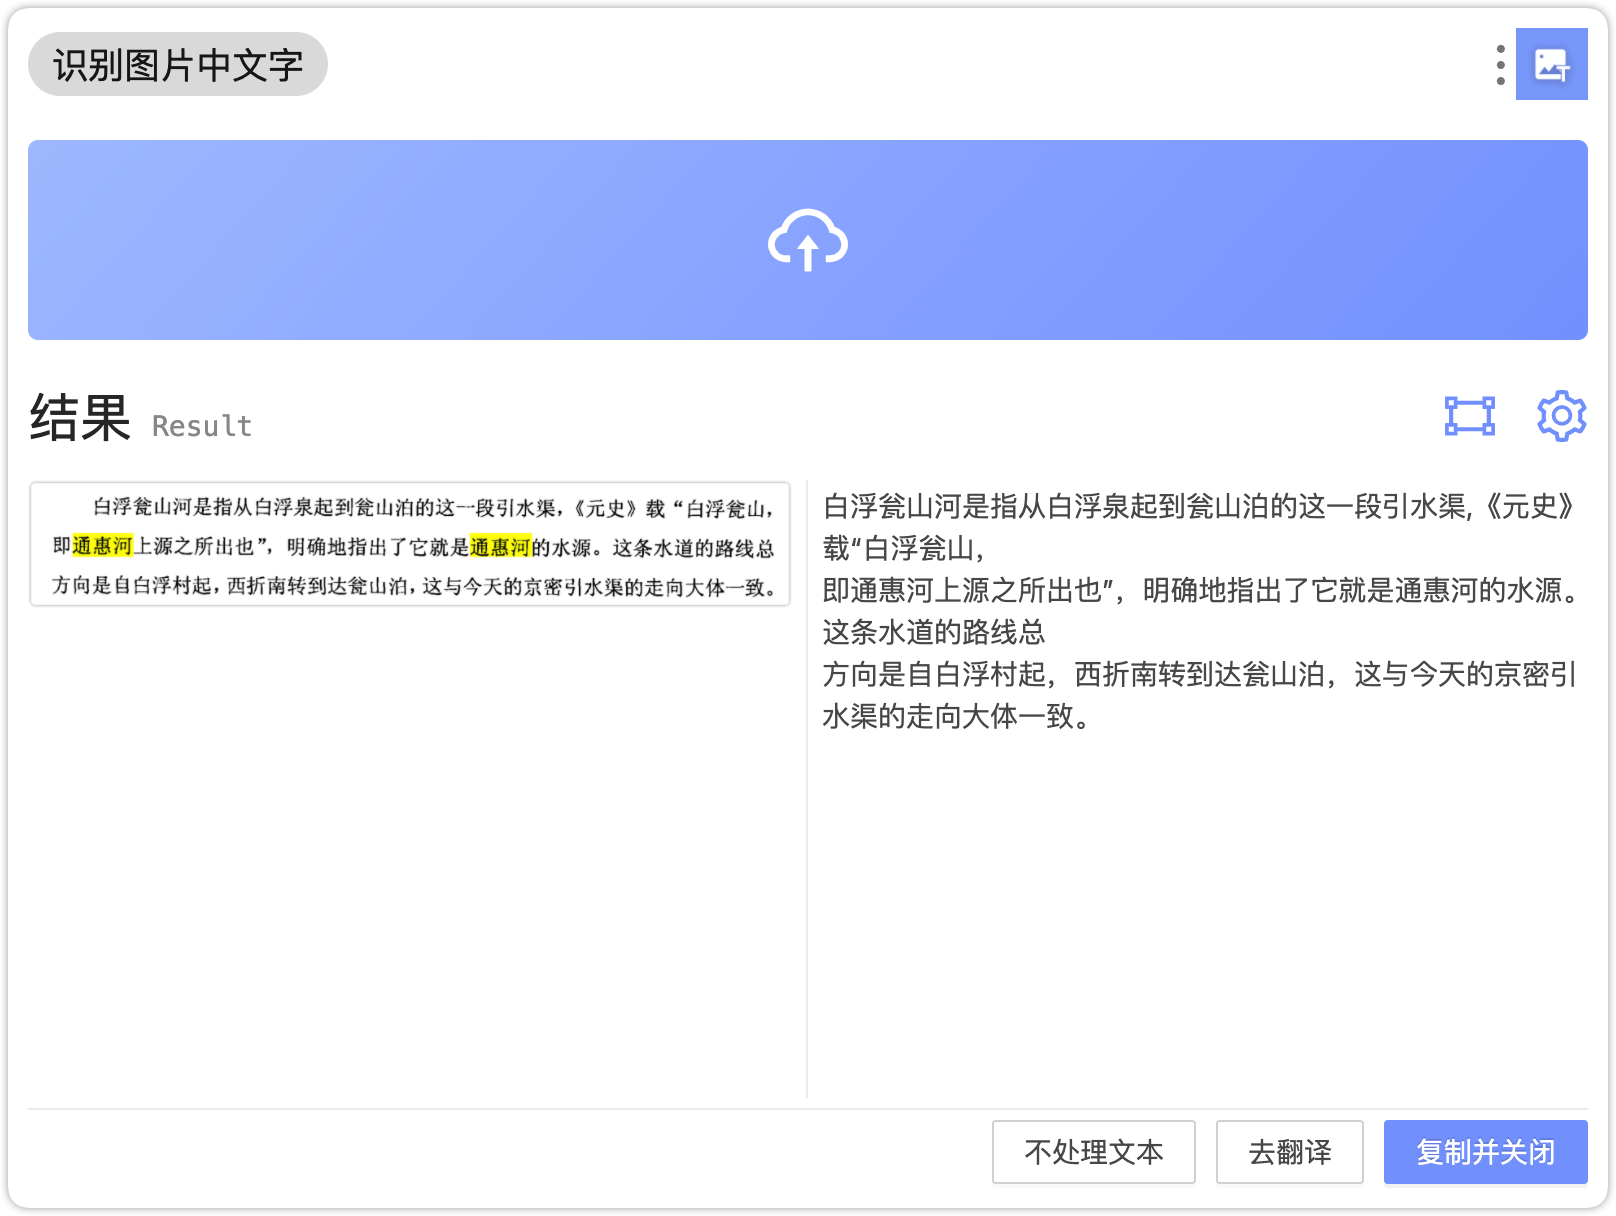 识别图片中文字
结果 Result
白浮瓮山河是指从白浮泉起到瓮山泊的这一段引水渠，《元史》载“白浮瓮山，
即通惠河上源之所出也”，明确地指出了它就是通惠河的水源。这条水道的路线总
方向是自白浮村起，西折南转到达瓮山泊，这与今天的京密引水渠的走向大体一致。
白浮瓮山河是指从白浮泉起到瓮山泊的这一段引水渠,《元史》
载“白浮瓮山，
即通惠河上源之所出也”，明确地指出了它就是通惠河的水源。
这条水道的路线总
方向是自白浮村起，西折南转到达瓮山泊，这与今天的京密引
水渠的走向大体一致。
不处理文本 去翻译 复制并关闭